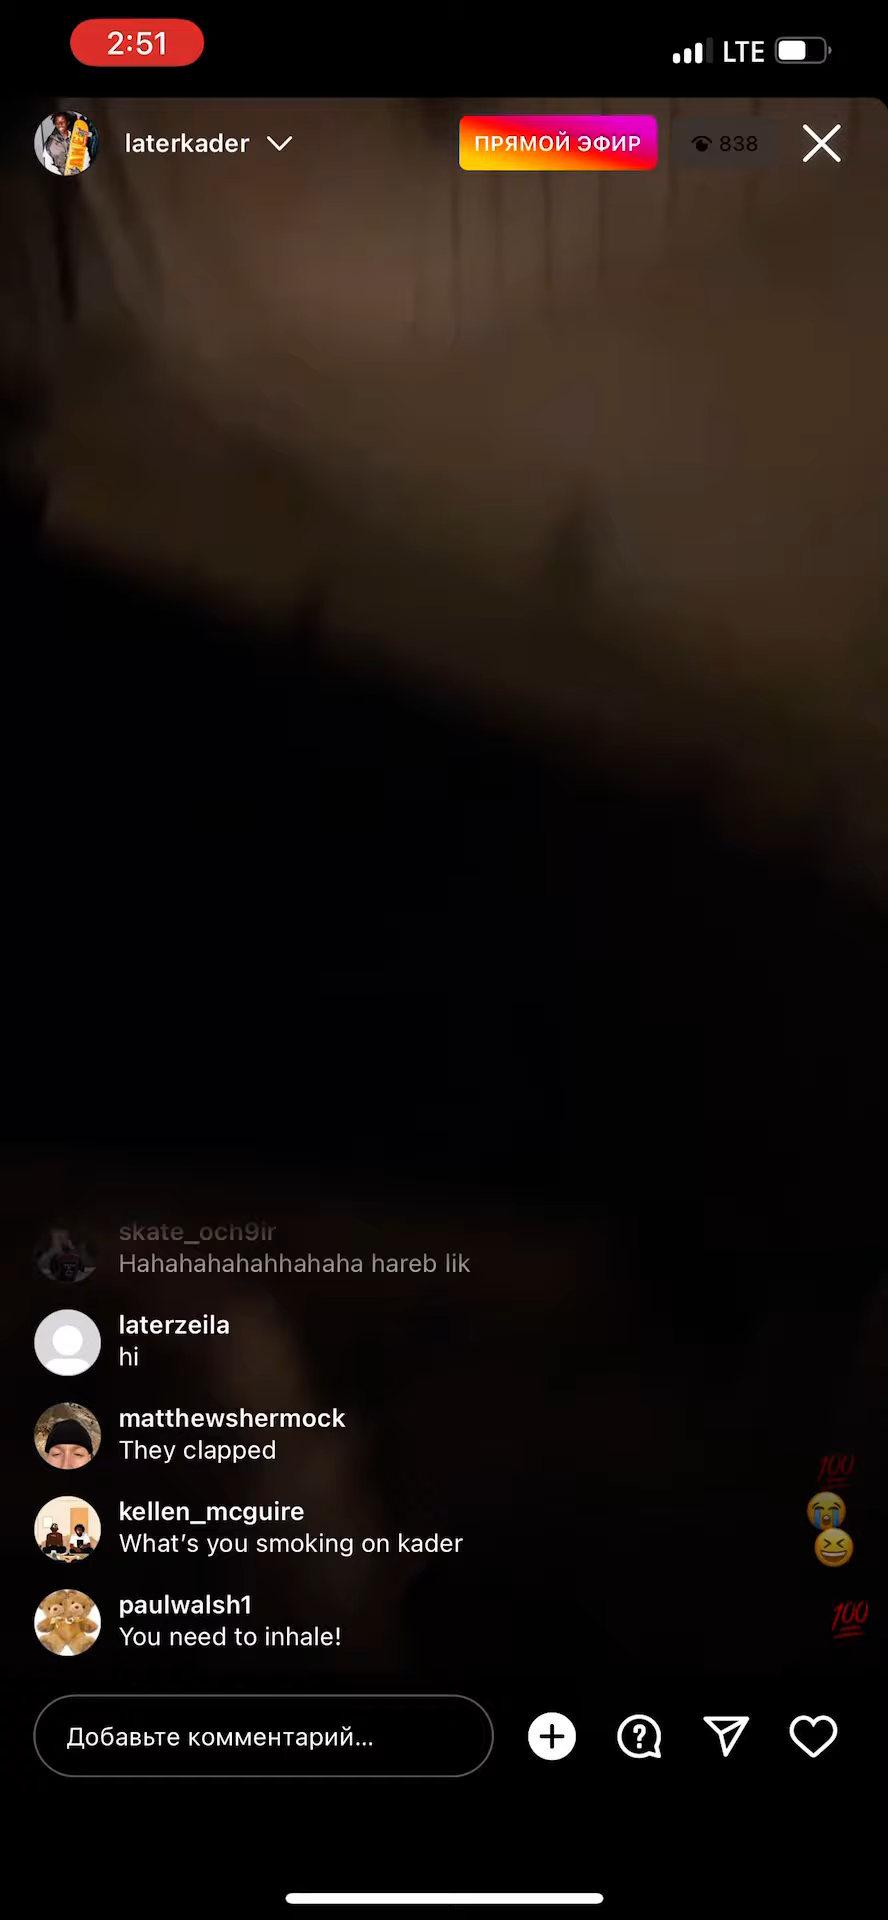 2:51
LTE
laterkader
ПРЯМОЙ ЭФИР
838
skate_och9ir
Hahahahahahhahaha hareb lik
laterzeila
hi
matthewshermock
They clapped
kellen_mcguire
What's you smoking on kader
paulwalsh1
You need to inhale!
Добавьте комментарий...